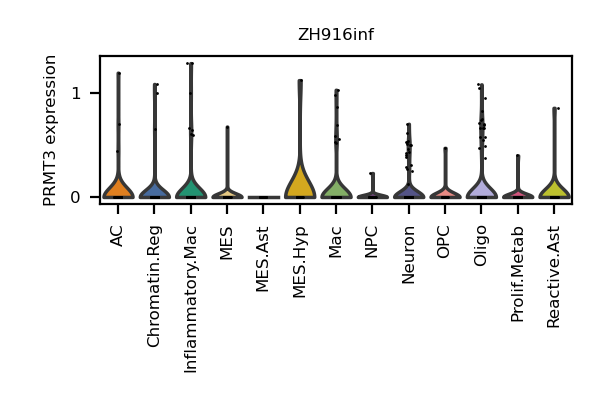 ZH916inf
PRMT3 expression
1
0
AC
Chromatin.Reg
Inflammatory.Mac
MES
MES.Ast
MES.Hyp
Mac
NPC
Neuron
OPC
Oligo
Prolif.Metab
Reactive.Ast